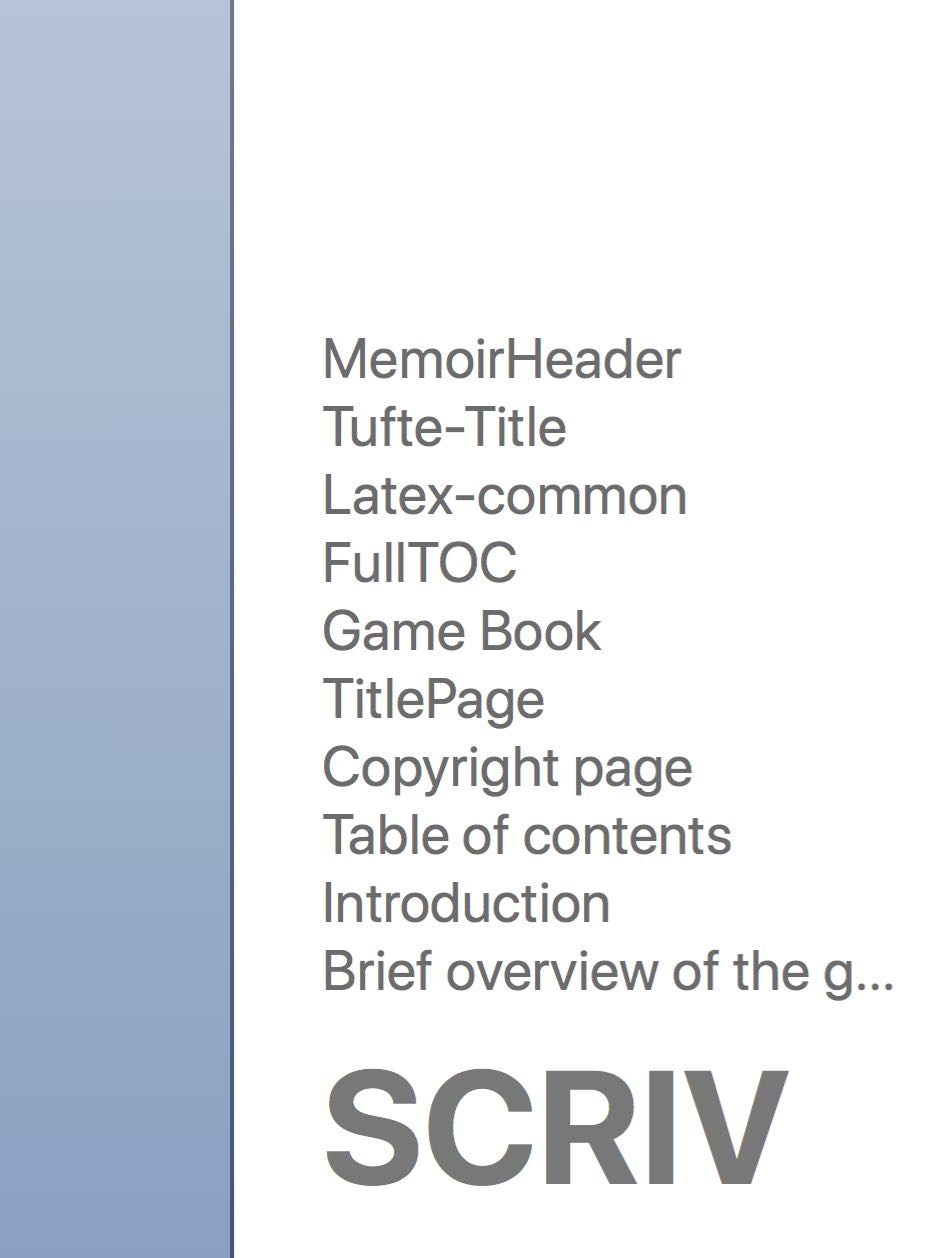 MemoirHeader
Tufte-Title
Latex-common
FullTOC
Game Book
TitlePage
Copyright page
Table of contents
Introduction
Brief overview of the g...
SCRIV